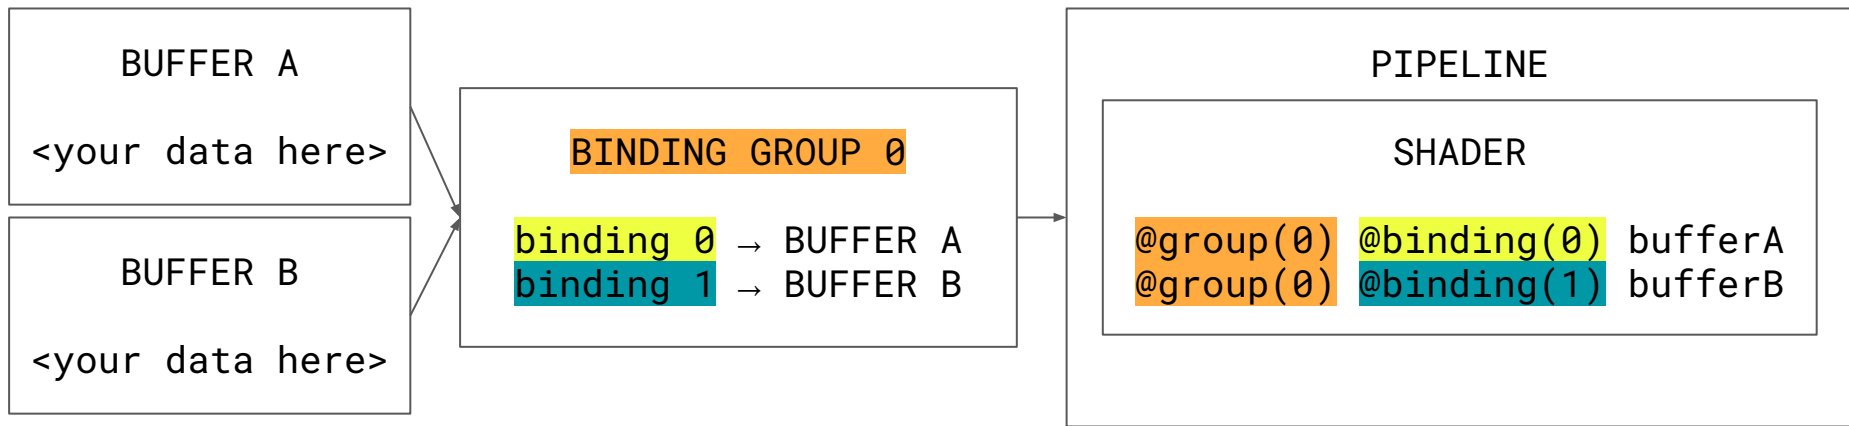 BUFFER A
<your data here>
BUFFER B
<your data here>
BINDING GROUP 0
binding 0 → BUFFER A
binding 1 → BUFFER B
PIPELINE
SHADER
@group(0) @binding(0) bufferA
@group(0) @binding(1) bufferB